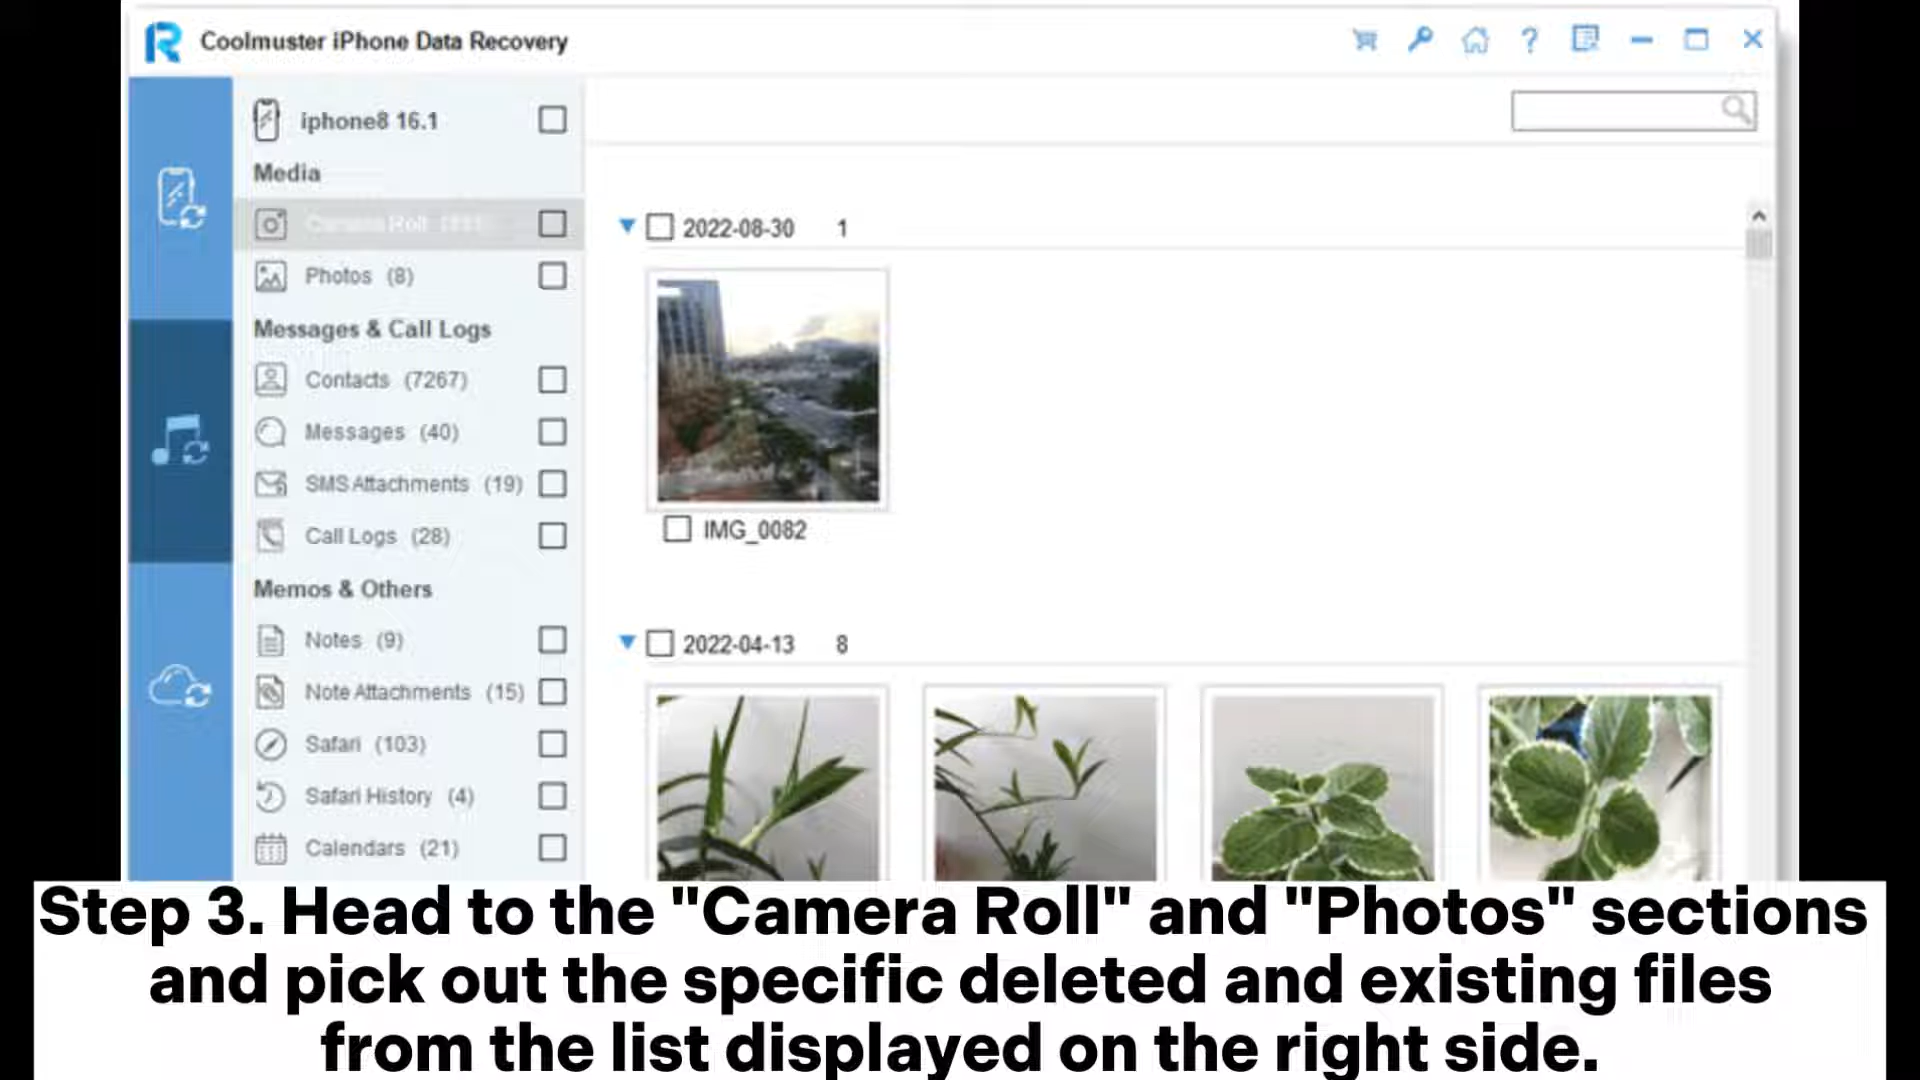 Coolmuster iPhone Data Recovery
iphone8 16.1
Media
Camera Roll
Photos (8)
Messages & Call Logs
Contacts (7267)
Messages (40)
SMS Attachments (19)
Call Logs (28)
Memos & Others
Notes (9)
Note Attachments (15)
Safari (103)
Safari History (4)
Calendars (21)
2022-08-30 1
IMG_0082
2022-04-13 8
Step 3. Head to the "Camera Roll" and "Photos" sections
and pick out the specific deleted and existing files
from the list displayed on the right side.